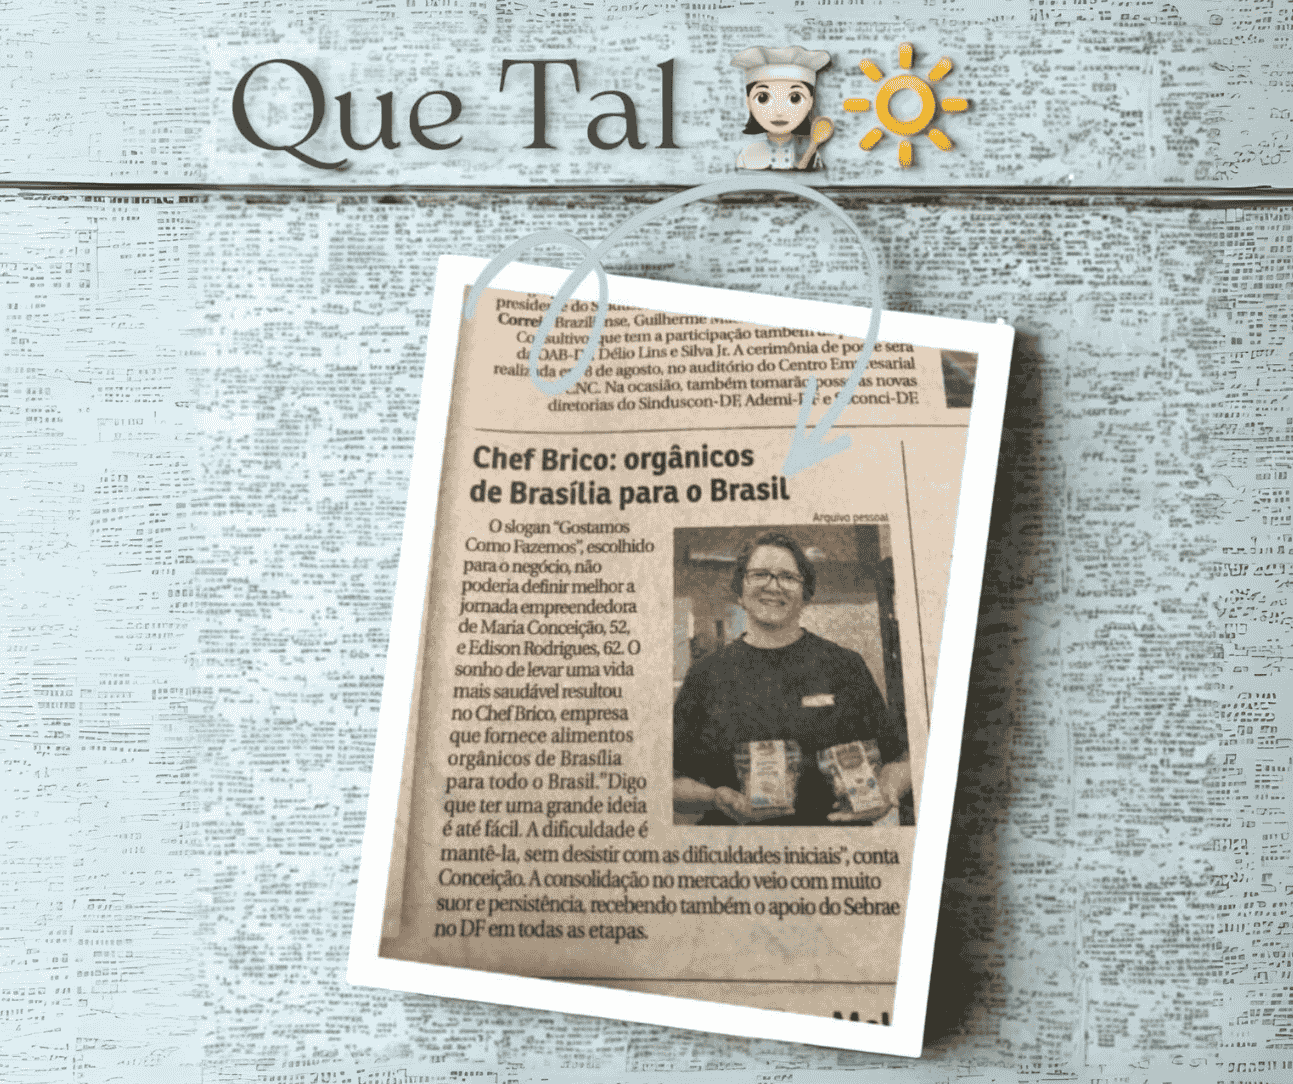 Que Tal
presidente do
Correio Braziliense, Guilherme
Consultivo que tem a participação também
da OAB-DF, Délio Lins e Silva Jr. A cerimônia de posse será
realizada em de agosto, no auditório do Centro Empresarial
CNC. Na ocasião, também tomarão posse as novas
diretorias do Sinduscon-DF, Ademi-DF e Seconci-DF.
Chef Brico: orgânicos
de Brasília para o Brasil
Arquivo pessoal
O slogan “Gostamos
Como Fazemos”, escolhido
para o negócio, não
poderia definir melhor a
jornada empreendedora
de Maria Conceição, 52,
e Edison Rodrigues, 62. O
sonho de levar uma vida
mais saudável resultou
no Chef Brico, empresa
que fornece alimentos
orgânicos de Brasília
para todo o Brasil. "Digo
que ter uma grande ideia
é até fácil. A dificuldade é
mantê-la, sem desistir com as dificuldades iniciais”, conta
Conceição. A consolidação no mercado veio com muito
suor e persistência, recebendo também o apoio do Sebrae
no DF em todas as etapas.